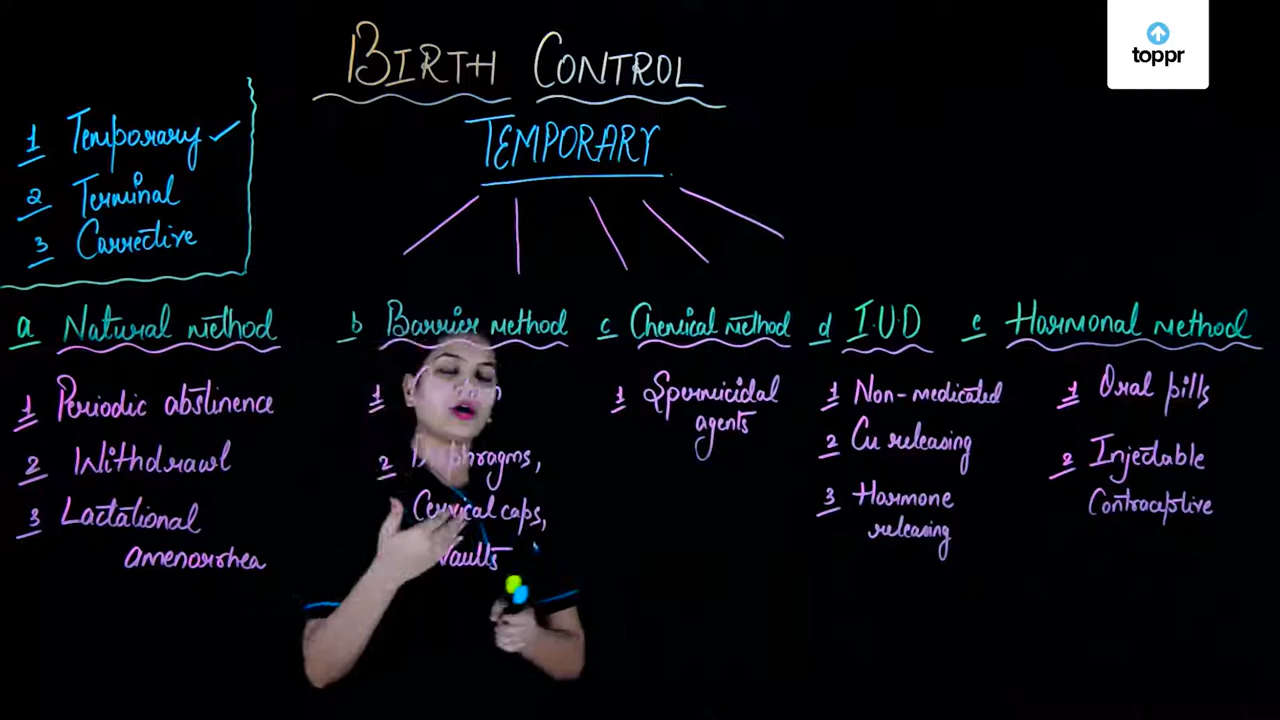 toppr
BIRTH CONTROL
TEMPORARY
1 Temporary ✓
2 Terminal
3 Corrective
a Natural method
1 Periodic abstinence
2 Withdrawl
3 Lactational
amenorrhea
b Barrier method
1
2
Cervical caps,
vaults
c Chemical method
1 Spermicidal
agents
d I.U.D
1 Non-medicated
2 Cu releasing
3 Hormone
releasing
e Hormonal method
1 Oral pills
2 Injectable
Contraceptive